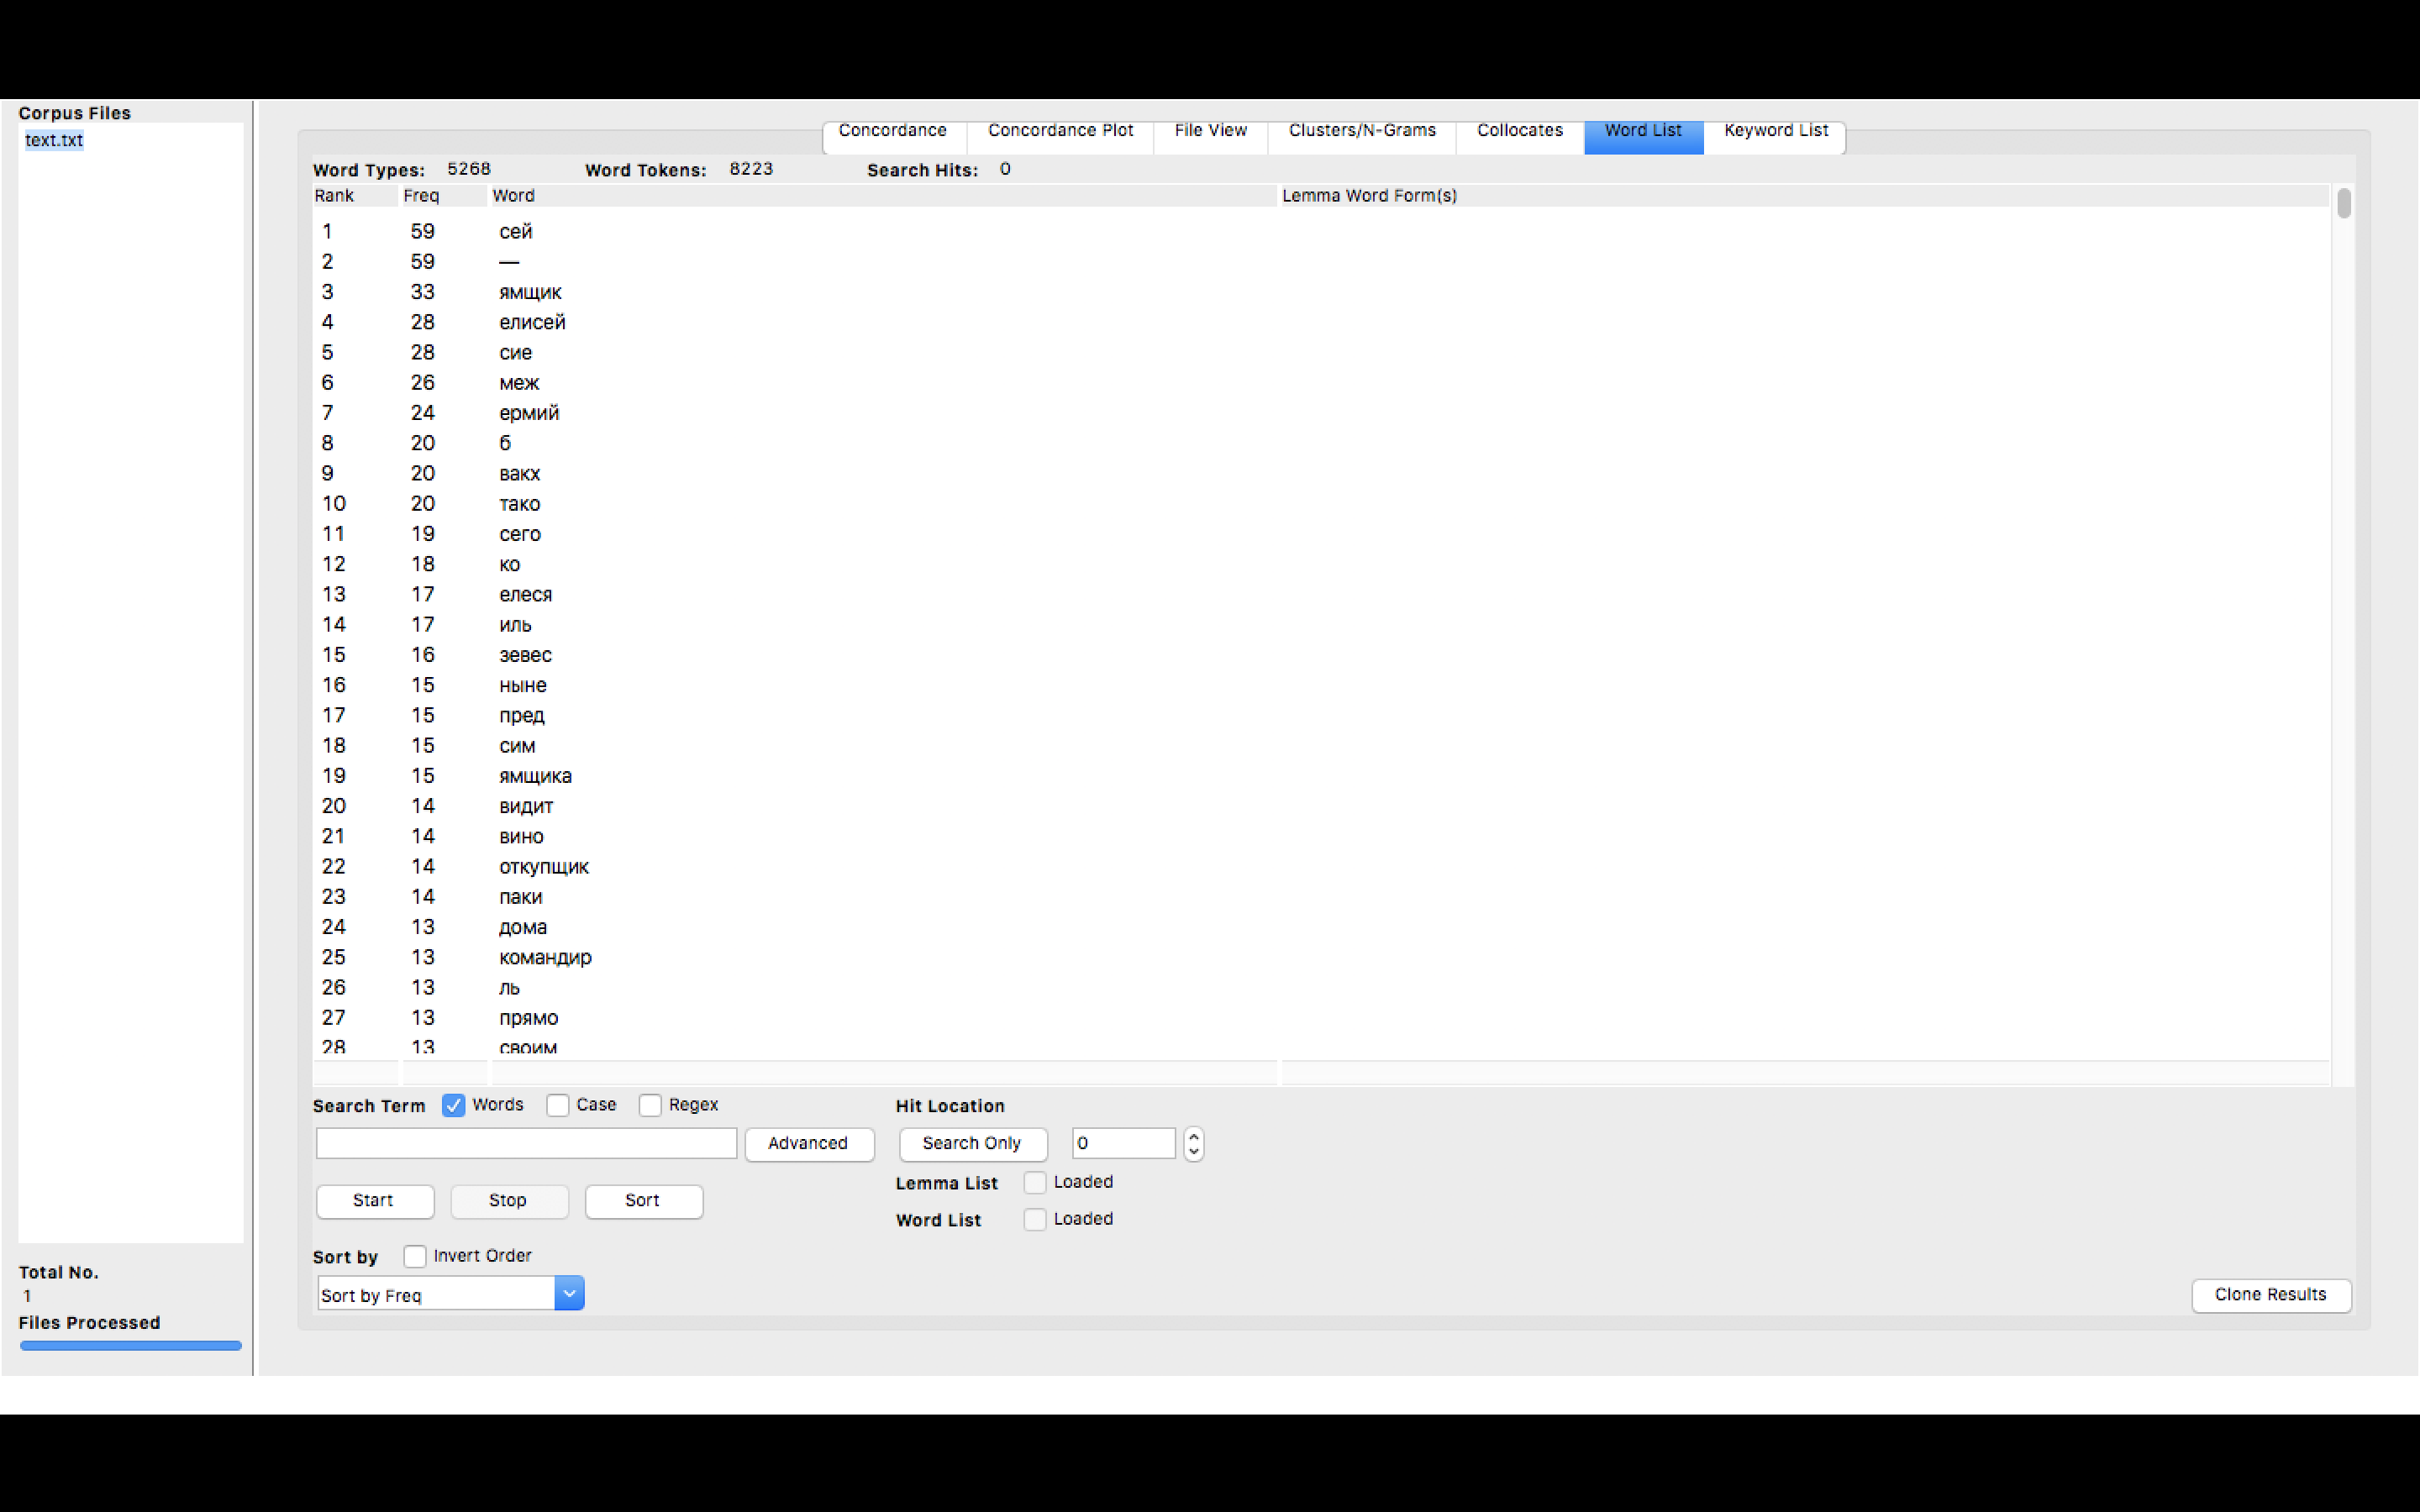 Corpus Files
text.txt
Concordance Concordance Plot File View Clusters/N-Grams Collocates Word List Keyword List
Word Types: 5268 Word Tokens: 8223 Search Hits: 0
Rank Freq Word Lemma Word Form(s)
1 59 сей
2 59 —
3 33 ямщик
4 28 елисей
5 28 сие
6 26 меж
7 24 ермий
8 20 б
9 20 вакх
10 20 тако
11 19 сего
12 18 ко
13 17 елеся
14 17 иль
15 16 зевес
16 15 ныне
17 15 пред
18 15 сим
19 15 ямщика
20 14 видит
21 14 вино
22 14 откупщик
23 14 паки
24 13 дома
25 13 командир
26 13 ль
27 13 прямо
28 13 своим
Search Term Words Case Regex Hit Location
Advanced Search Only 0
Lemma List Loaded
Start Stop Sort
Word List Loaded
Sort by Invert Order
Sort by Freq
Clone Results
Total No.
1
Files Processed